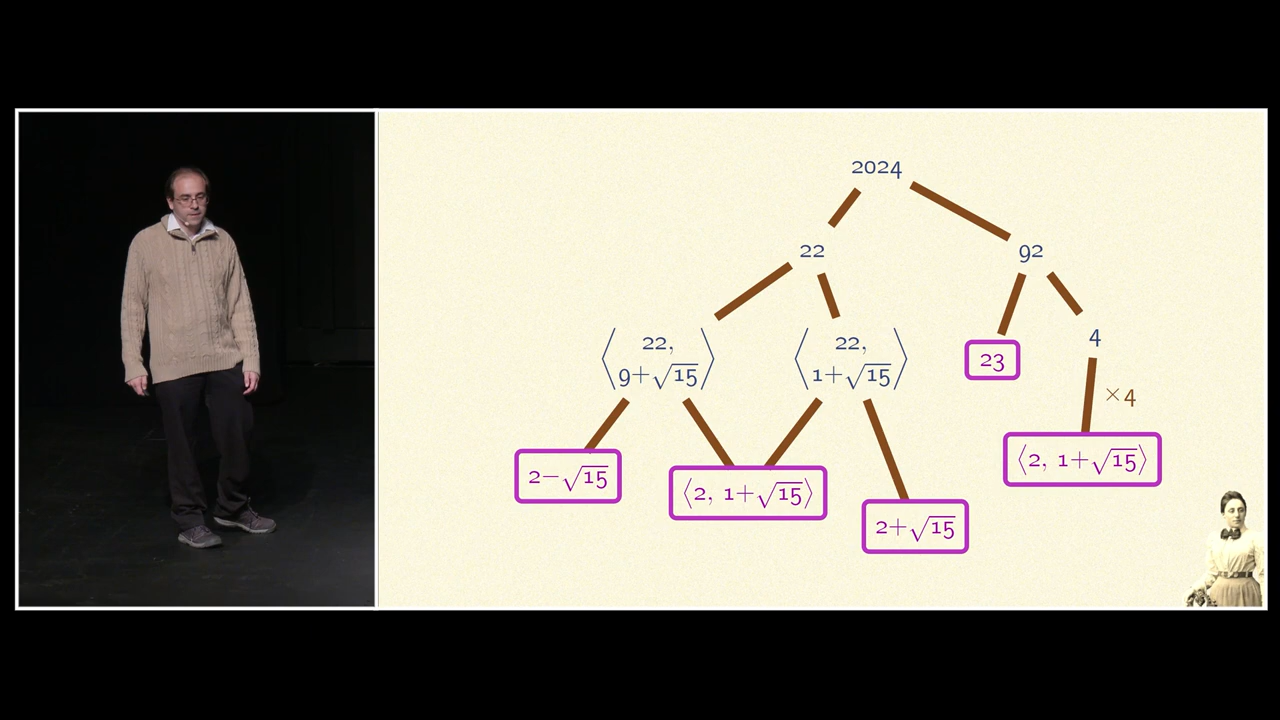 2024
22 92
⟨22, 9+√15⟩ ⟨22, 1+√15⟩ 23 4
×4
2−√15 ⟨2, 1+√15⟩ 2+√15 ⟨2, 1+√15⟩